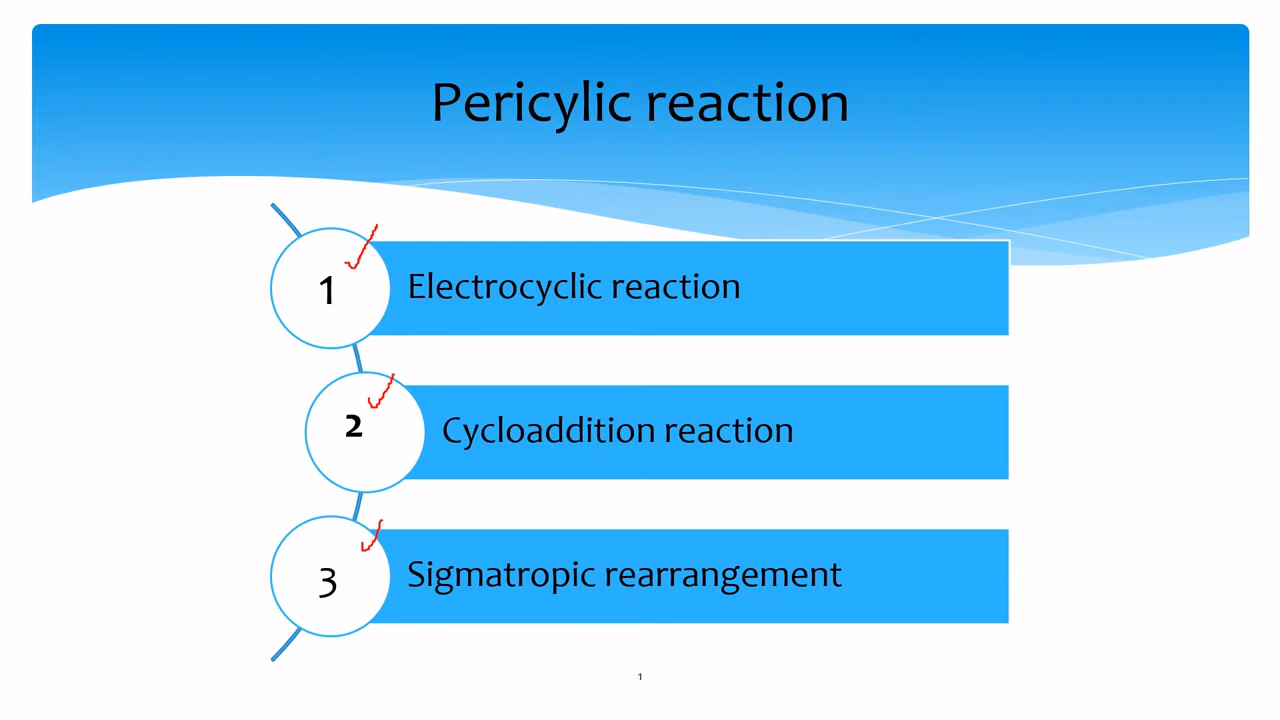 Pericylic reaction
1
Electrocyclic reaction
2
Cycloaddition reaction
3
Sigmatropic rearrangement
1